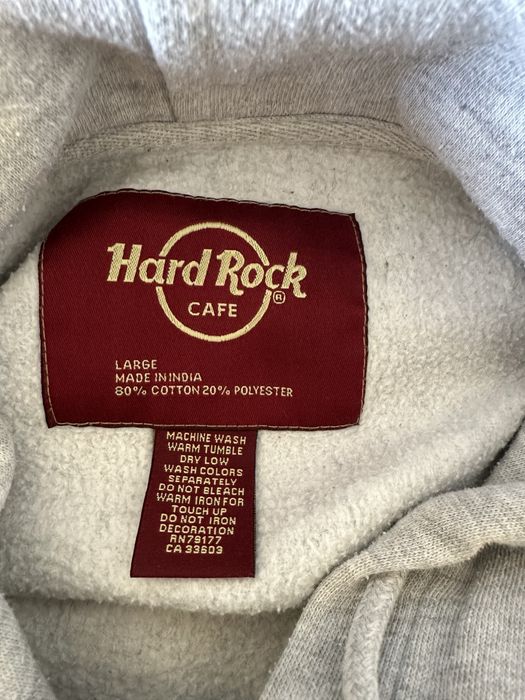 Hard Rock
®
CAFE
LARGE
MADE IN INDIA
80% COTTON 20% POLYESTER
MACHINE WASH
WARM TUMBLE
DRY LOW
WASH COLORS
SEPARATELY
DO NOT BLEACH
WARM IRON FOR
TOUCH UP
DO NOT IRON
DECORATION
RN79177
CA 33603